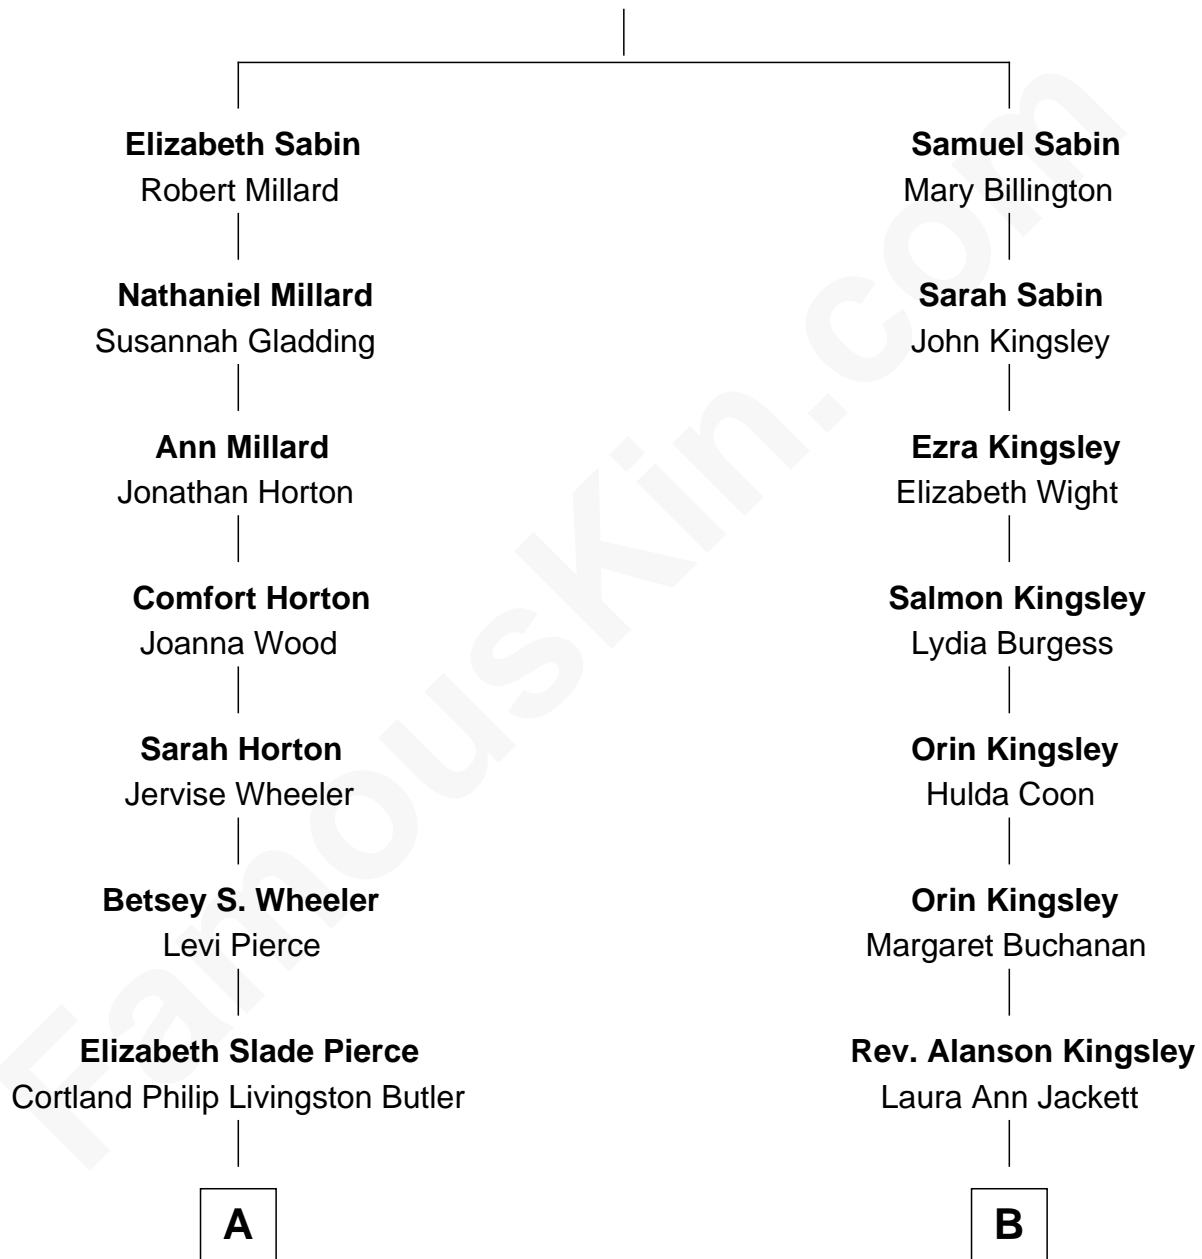 Elizabeth Sabin
Robert Millard
Nathaniel Millard
Susannah Gladding
Ann Millard
Jonathan Horton
Comfort Horton
Joanna Wood
Sarah Horton
Jervise Wheeler
Betsey S. Wheeler
Levi Pierce
Elizabeth Slade Pierce
Cortland Philip Livingston Butler
A
Samuel Sabin
Mary Billington
Sarah Sabin
John Kingsley
Ezra Kingsley
Elizabeth Wight
Salmon Kingsley
Lydia Burgess
Orin Kingsley
Hulda Coon
Orin Kingsley
Margaret Buchanan
Rev. Alanson Kingsley
Laura Ann Jackett
B
FamousKin.com